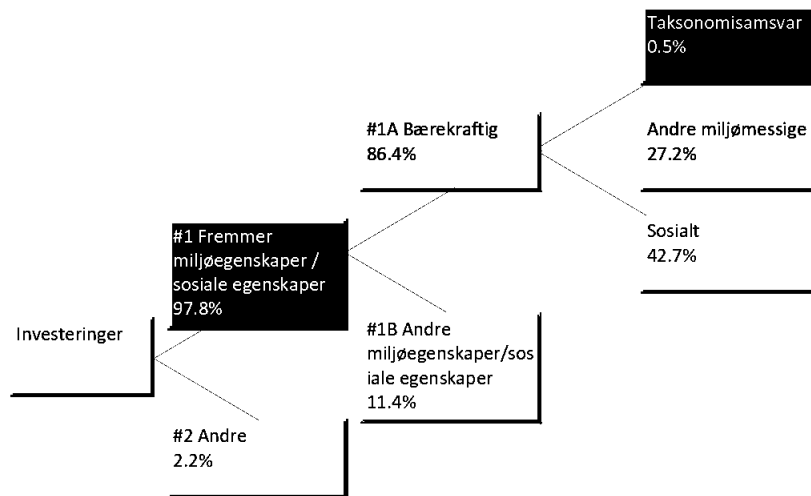 Taksonomisamsvar
0.5%
#1A Bærekraftig
86.4%
Andre miljømessige
27.2%
#1 Fremmer
miljøegenskaper /
sosiale egenskaper
97.8%
Sosialt
42.7%
Investeringer
#1B Andre
miljøegenskaper/sos
iale egenskaper
11.4%
#2 Andre
2.2%